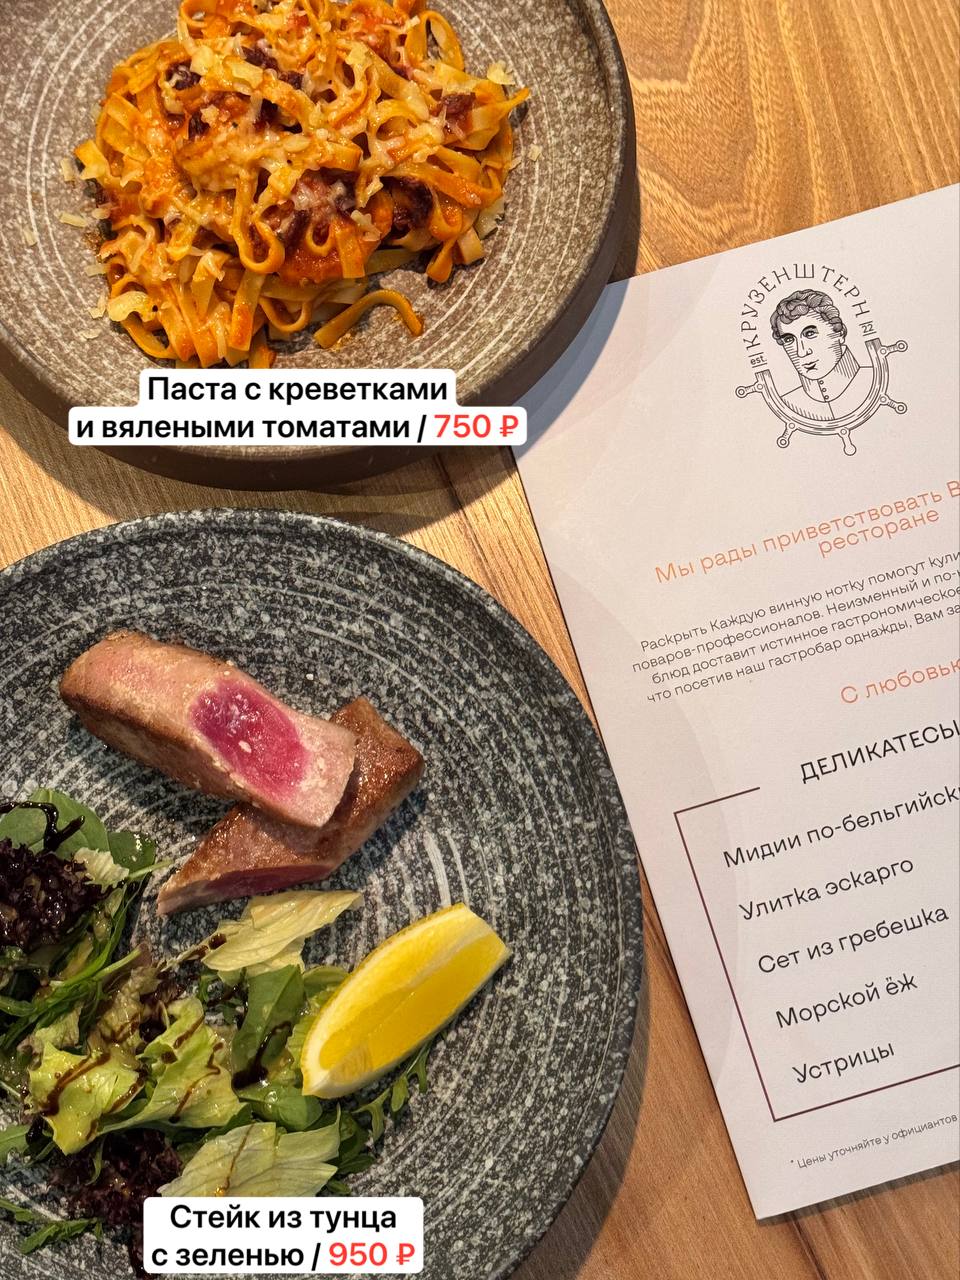 Паста с креветками
и вялеными томатами / 750 ₽
КРУЗЕНШТЕРН
est.
Мы рады приветствовать В
ресторане
Раскрыть Каждую винную нотку помогут кули
поваров-профессионалов. Неизменный и по-
блюд доставит истинное гастрономическое
что посетив наш гастробар однажды, Вам за
С любовью
ДЕЛИКАТЕСЫ
Мидии по-бельгийски
Улитка эскарго
Сет из гребешка
Морской ёж
Устрицы
* Цены уточняйте у официантов
Стейк из тунца
с зеленью / 950 ₽